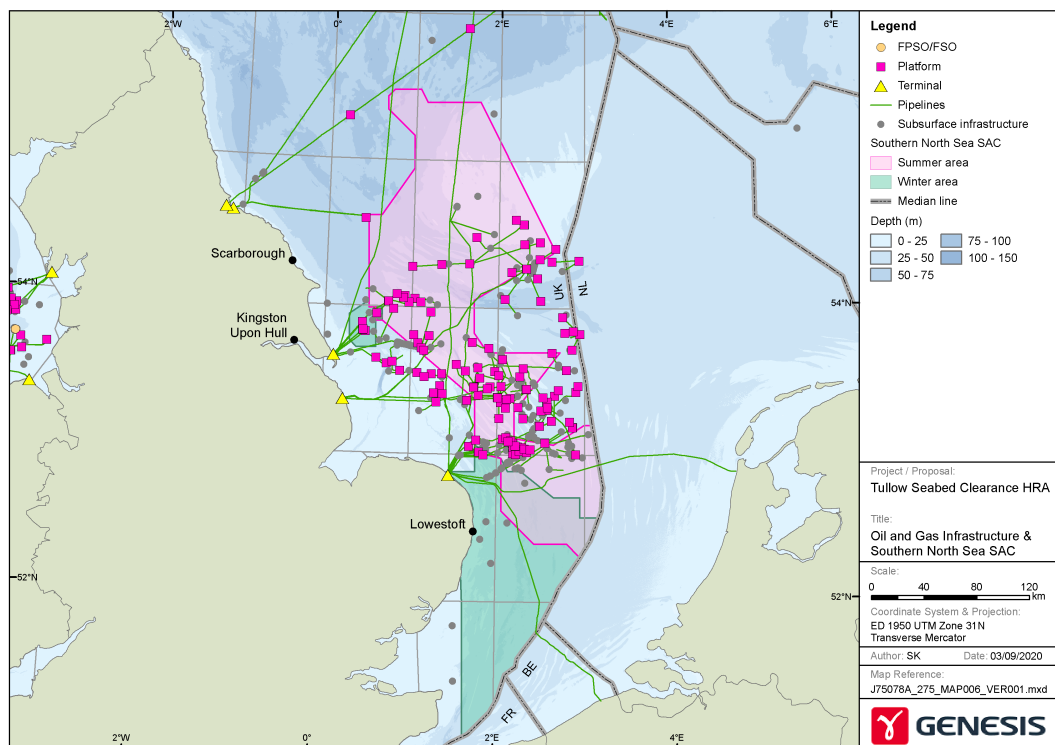 2°W
0°
2°E
4°E
6°E
Scarborough
54°N
Kingston
Upon Hull
UK
NL
54°N
Lowestoft
52°N
52°N
BE
FR
2°W
0°
2°E
4°E
Legend
FPSO/FSO
Platform
Terminal
Pipelines
Subsurface infrastructure
Southern North Sea SAC
Summer area
Winter area
Median line
Depth (m)
0 - 25
75 - 100
25 - 50
100 - 150
50 - 75
Project / Proposal:
Tullow Seabed Clearance HRA
Title:
Oil and Gas Infrastructure &
Southern North Sea SAC
Scale:
0 40 80 120
km
Coordinate System & Projection:
ED 1950 UTM Zone 31N
Transverse Mercator
Author: SK Date: 03/09/2020
Map Reference:
J75078A_275_MAP006_VER001.mxd
GENESIS